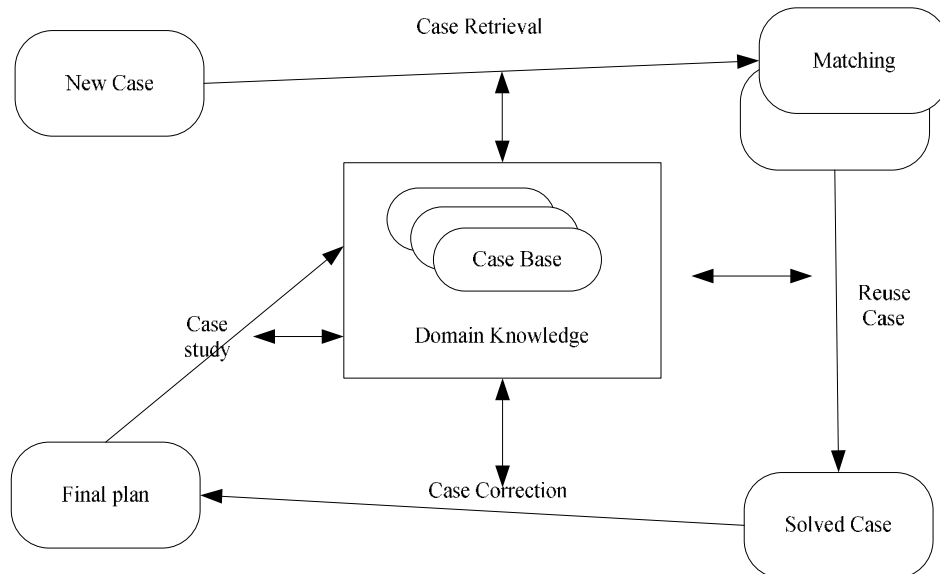 Case Retrieval
New Case
Matching
Case Base
Case
study
Domain Knowledge
Reuse
Case
Final plan
Case Correction
Solved Case